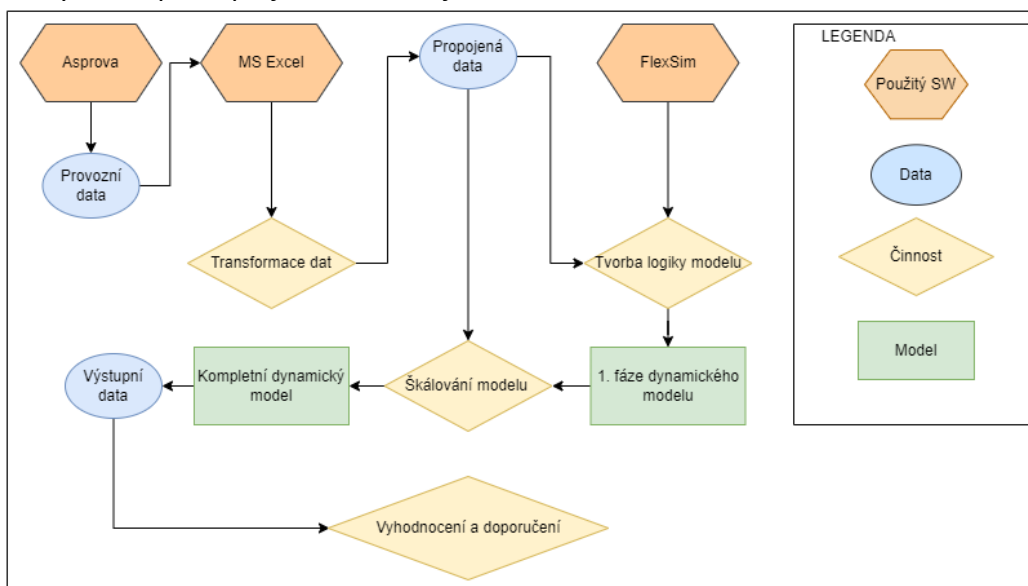 LEGENDA
Asprova
MS Excel
Propojená
data
FlexSim
Použitý SW
Provozní
data
Data
Transformace dat
Tvorba logiky modelu
Činnost
Výstupní
data
Kompletní dynamický
model
Škálování modelu
1. fáze dynamického
modelu
Model
Vyhodnocení a doporučení